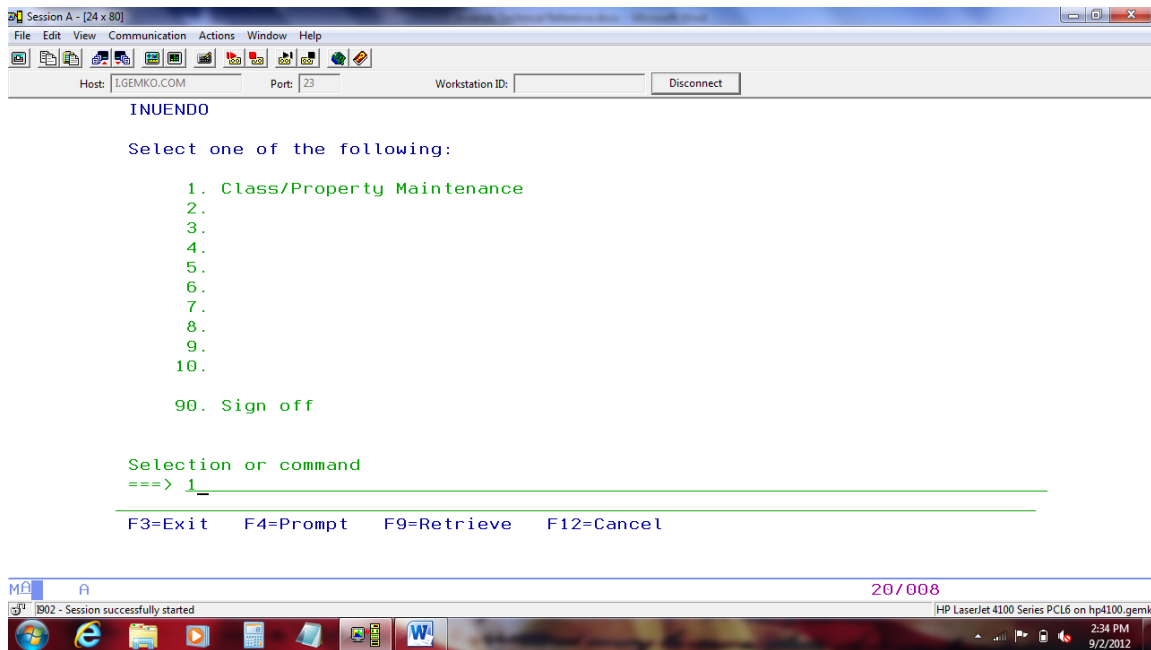 Session A - [24 x 80]
File Edit View Communication Actions Window Help
Host: I.GEMKO.COM Port: 23 Workstation ID: Disconnect
INUENDO
Select one of the following:
1. Class/Property Maintenance
2.
3.
4.
5.
6.
7.
8.
9.
10.
90. Sign off
Selection or command
===> 1
F3=Exit F4=Prompt F9=Retrieve F12=Cancel
MA A 20/008
I902 - Session successfully started HP LaserJet 4100 Series PCL6 on hp4100.gemk
2:34 PM
9/2/2012